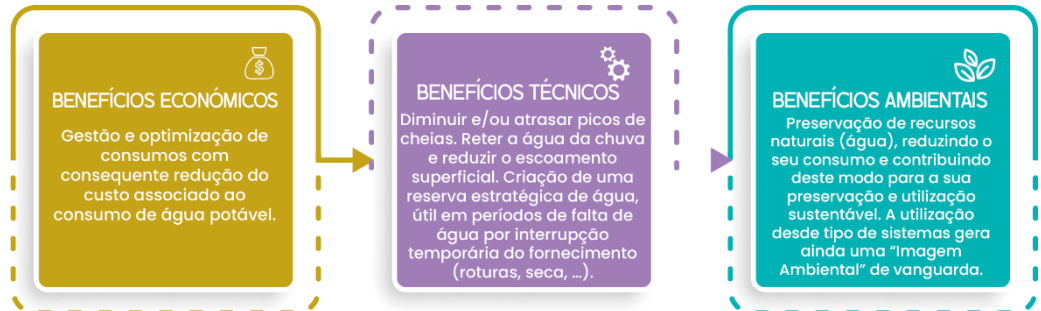 BENEFÍCIOS ECONÓMICOS
Gestão e optimização de
consumos com
consequente redução do
custo associado ao
consumo de água potável.
BENEFÍCIOS TÉCNICOS
Diminuir e/ou atrasar picos de
cheias. Reter a água da chuva
e reduzir o escoamento
superficial. Criação de uma
reserva estratégica de água,
útil em períodos de falta de
água por interrupção
temporária do fornecimento
(roturas, seca, ...).
BENEFÍCIOS AMBIENTAIS
Preservação de recursos
naturais (água), reduzindo o
seu consumo e contribuindo
deste modo para a sua
preservação e utilização
sustentável. A utilização
desde tipo de sistemas gera
ainda uma "Imagem
Ambiental" de vanguarda.